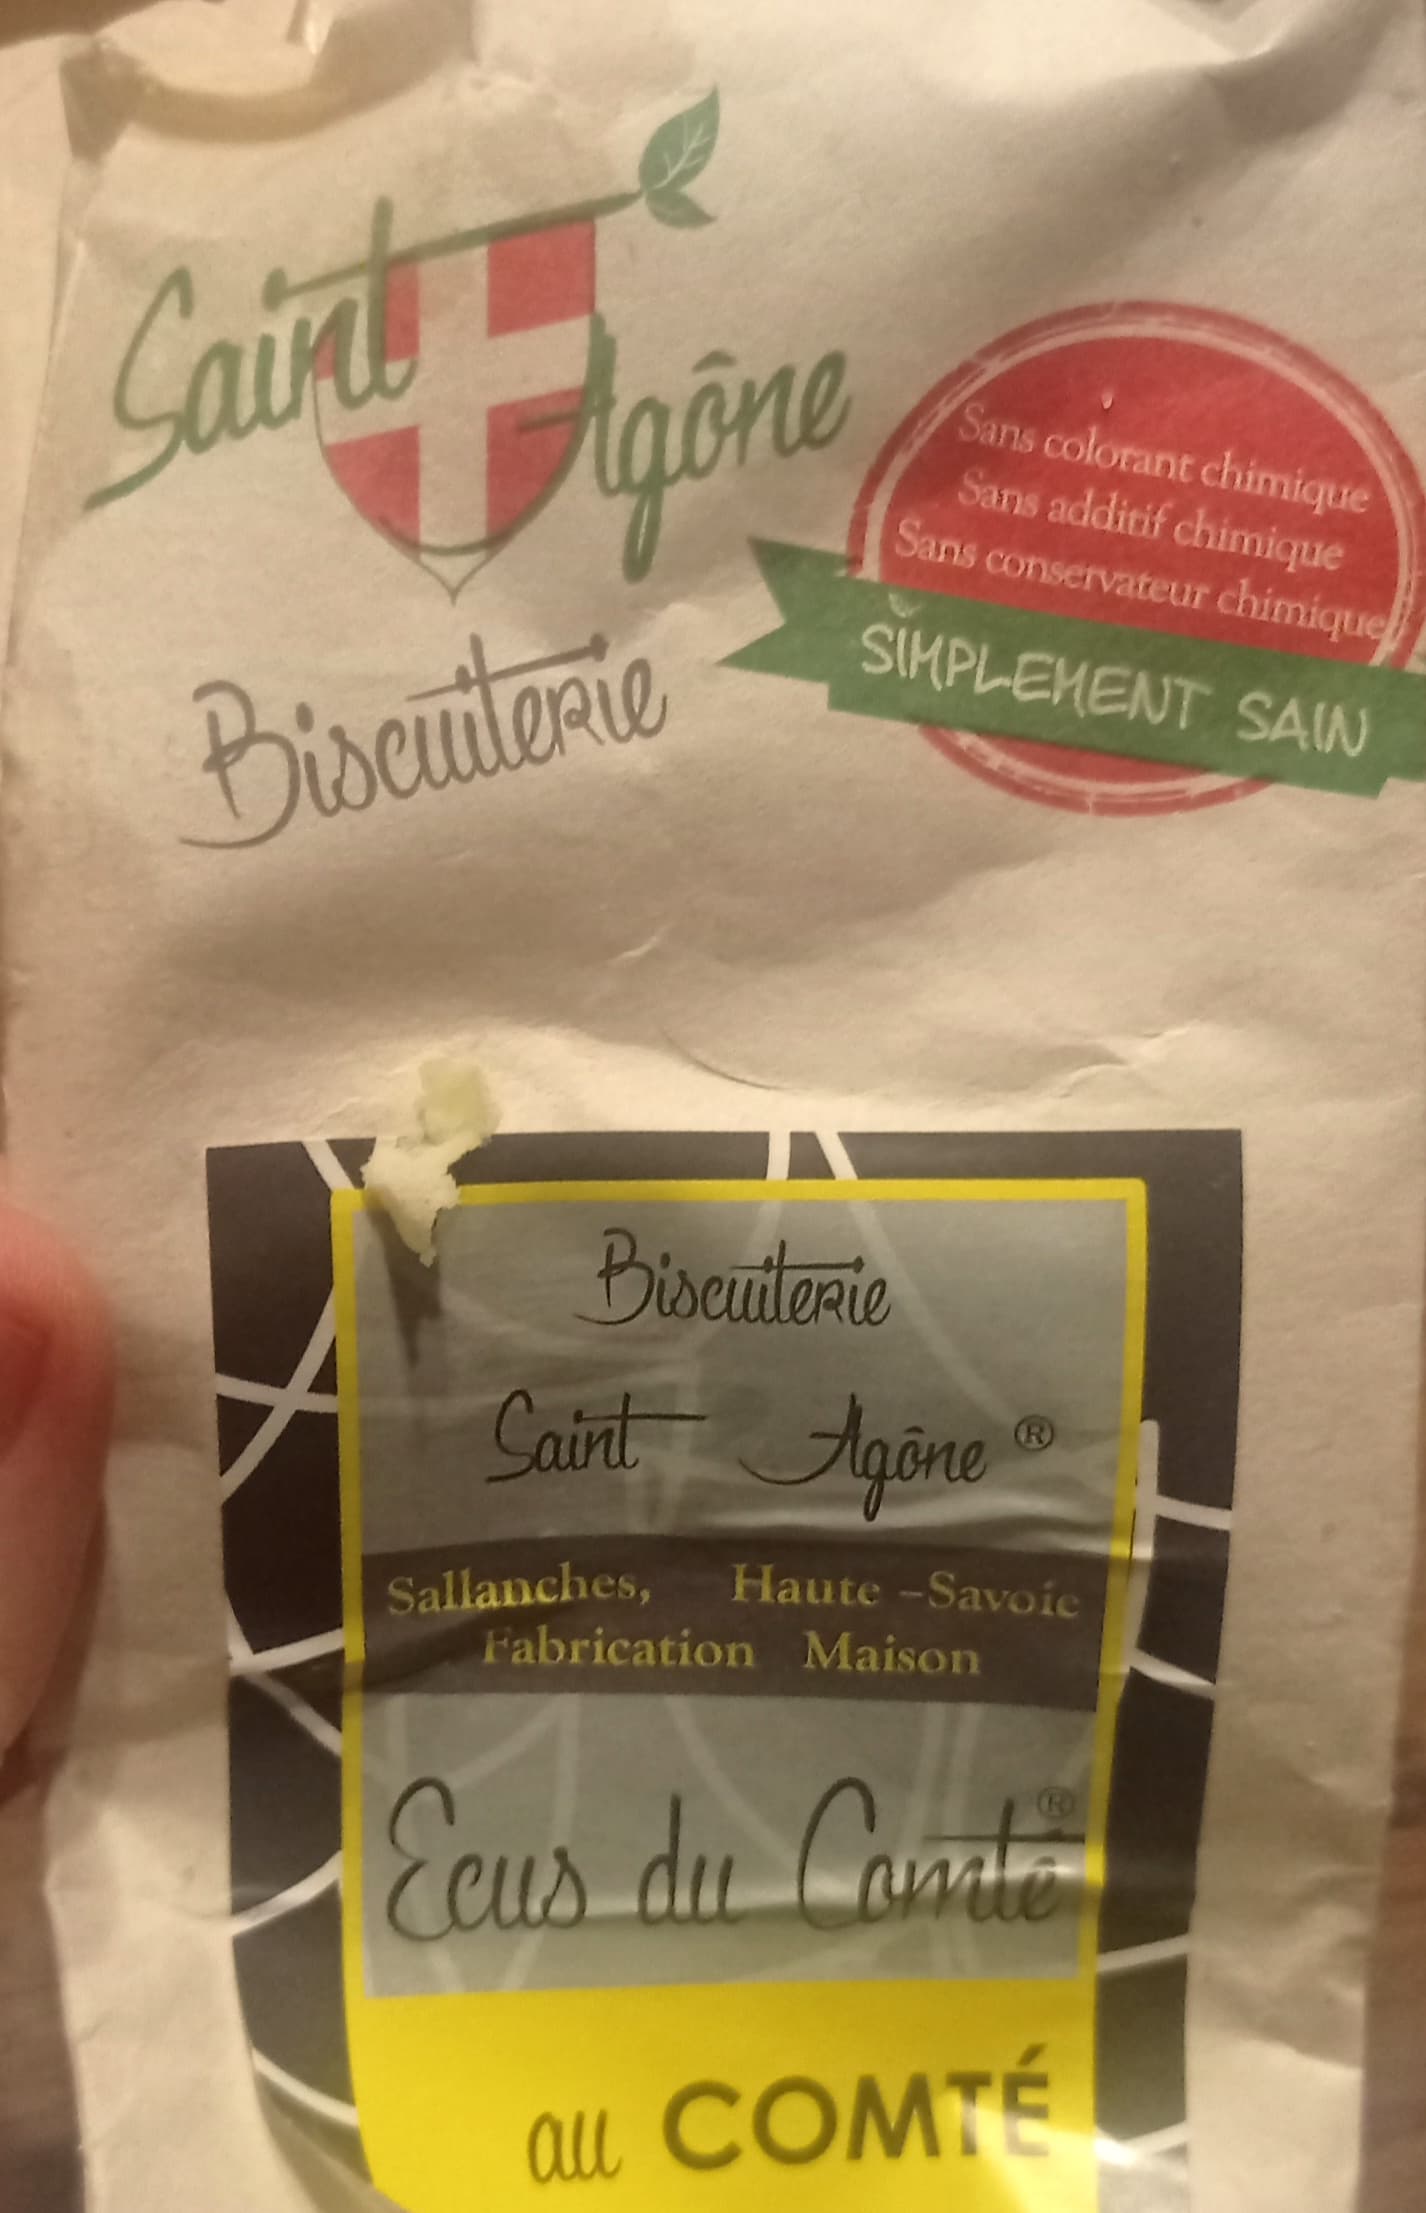 Saint Agône
Biscuiterie
Sans colorant chimique
Sans additif chimique
Sans conservateur chimique
SIMPLEMENT SAIN
Biscuiterie
Saint Agône ®
Sallanches, Haute-Savoie
Fabrication Maison
Ecus du Comté ®
au COMTÉ